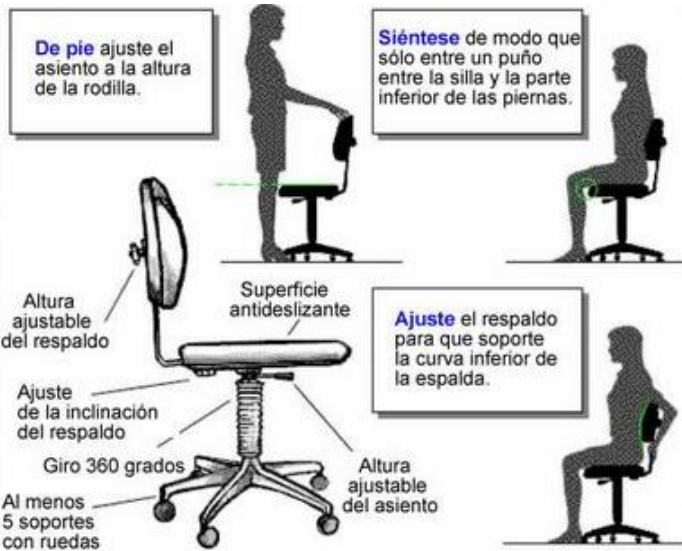 De pie ajuste el
asiento a la altura
de la rodilla.
Siéntese de modo que
sólo entre un puño
entre la silla y la parte
inferior de las piernas.
Altura
ajustable
del respaldo
Superficie
antideslizante
Ajuste el respaldo
para que soporte
la curva inferior de
la espalda.
Ajuste
de la inclinación
del respaldo
Giro 360 grados
Altura
ajustable
del asiento
Al menos
5 soportes
con ruedas